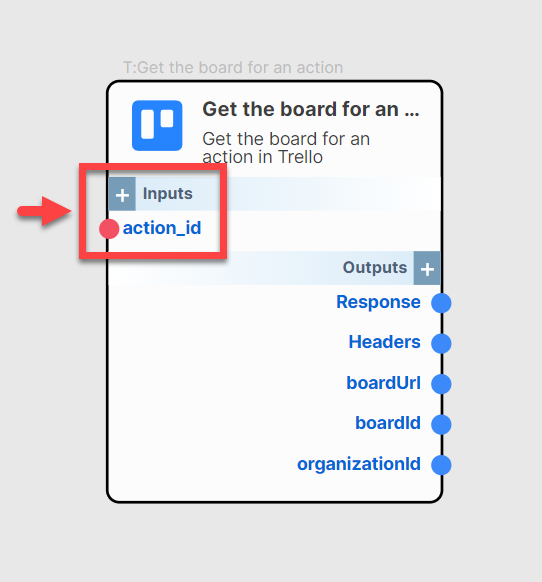 T:Get the board for an action
Get the board for an ...
Get the board for an
action in Trello
+ Inputs
action_id
Outputs +
Response
Headers
boardUrl
boardId
organizationId